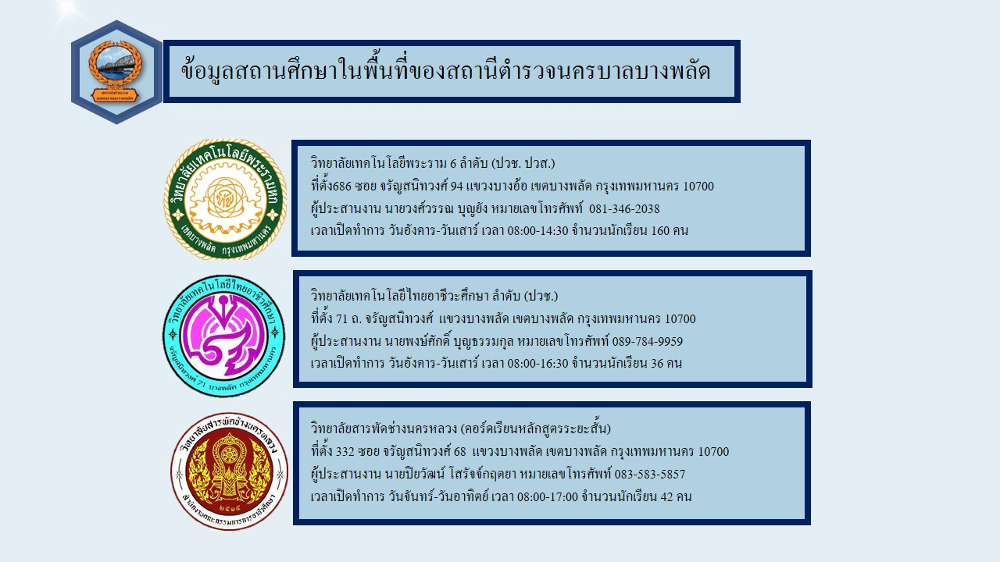 ข้อมูลสถานศึกษาในพื้นที่ของสถานีตำรวจนครบาลบางพลัด
สถานีตำรวจ
นครบาลบางพลัด
วิทยาลัยเทคโนโลยีพระรามหก
เขตบางพลัด กรุงเทพมหานคร
วิทยาลัยเทคโนโลยีพระราม 6 ลำดับ (ปวช. ปวส.)
ที่ตั้ง686 ซอย จรัญสนิทวงศ์ 94 แขวงบางอ้อ เขตบางพลัด กรุงเทพมหานคร 10700
ผู้ประสานงาน นายวงศ์วรรณ บุญยัง หมายเลขโทรศัพท์ 081-346-2038
เวลาเปิดทำการ วันอังคาร-วันเสาร์ เวลา 08:00-14:30 จำนวนนักเรียน 160 คน
วิทยาลัยเทคโนโลยีไทยอาชีวศึกษา
จรัญสนิทวงศ์ 71 บางพลัด กรุงเทพมหานคร
วิทยาลัยเทคโนโลยีไทยอาชีวะศึกษา ลำดับ (ปวช.)
ที่ตั้ง 71 ถ. จรัญสนิทวงศ์ แขวงบางพลัด เขตบางพลัด กรุงเทพมหานคร 10700
ผู้ประสานงาน นายพงษ์ศักดิ์ บุญธรรมกุล หมายเลขโทรศัพท์ 089-784-9959
เวลาเปิดทำการ วันอังคาร-วันเสาร์ เวลา 08:00-16:30 จำนวนนักเรียน 36 คน
วิทยาลัยสารพัดช่างนครหลวง
๒๕๑๕
สำนักงานคณะกรรมการการอาชีวศึกษา
วิทยาลัยสารพัดช่างนครหลวง (คอร์ดเรียนหลักสูตรระยะสั้น)
ที่ตั้ง 332 ซอย จรัญสนิทวงศ์ 68 แขวงบางพลัด เขตบางพลัด กรุงเทพมหานคร 10700
ผู้ประสานงาน นายปิยวัฒน์ โสรัจจ์กฤตยา หมายเลขโทรศัพท์ 083-583-5857
เวลาเปิดทำการ วันจันทร์-วันอาทิตย์ เวลา 08:00-17:00 จำนวนนักเรียน 42 คน